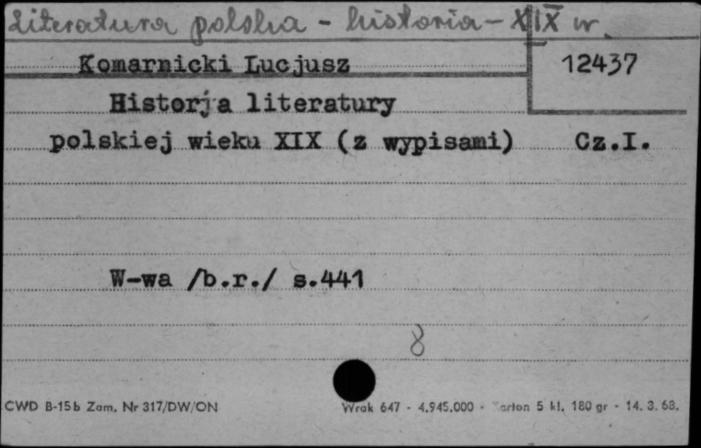 Literatura polska - historia - XIX w.
Komarnicki Lucjusz 12437
Historja literatury
polskiej wieku XIX (z wypisami) Cz.I.
W-wa /b.r./ s.441
8
CWD B-15b Zam. Nr 317/DW/ON Wrak 647 - 4.945.000 - Karton 5 kl. 180 gr - 14. 3. 68.